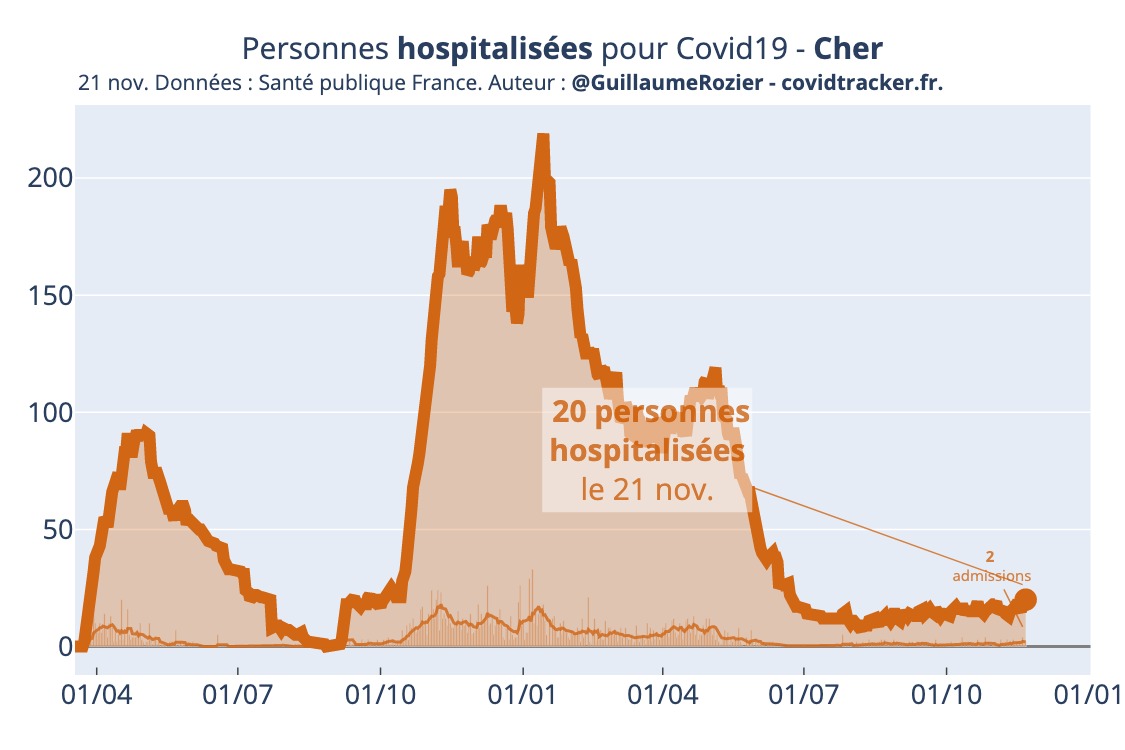 Personnes hospitalisées pour Covid19 - Cher
21 nov. Données : Santé publique France. Auteur : @GuillaumeRozier - covidtracker.fr.
200
150
100
50
0
20 personnes
hospitalisées
le 21 nov.
2
admissions
01/04 01/07 01/10 01/01 01/04 01/07 01/10 01/01